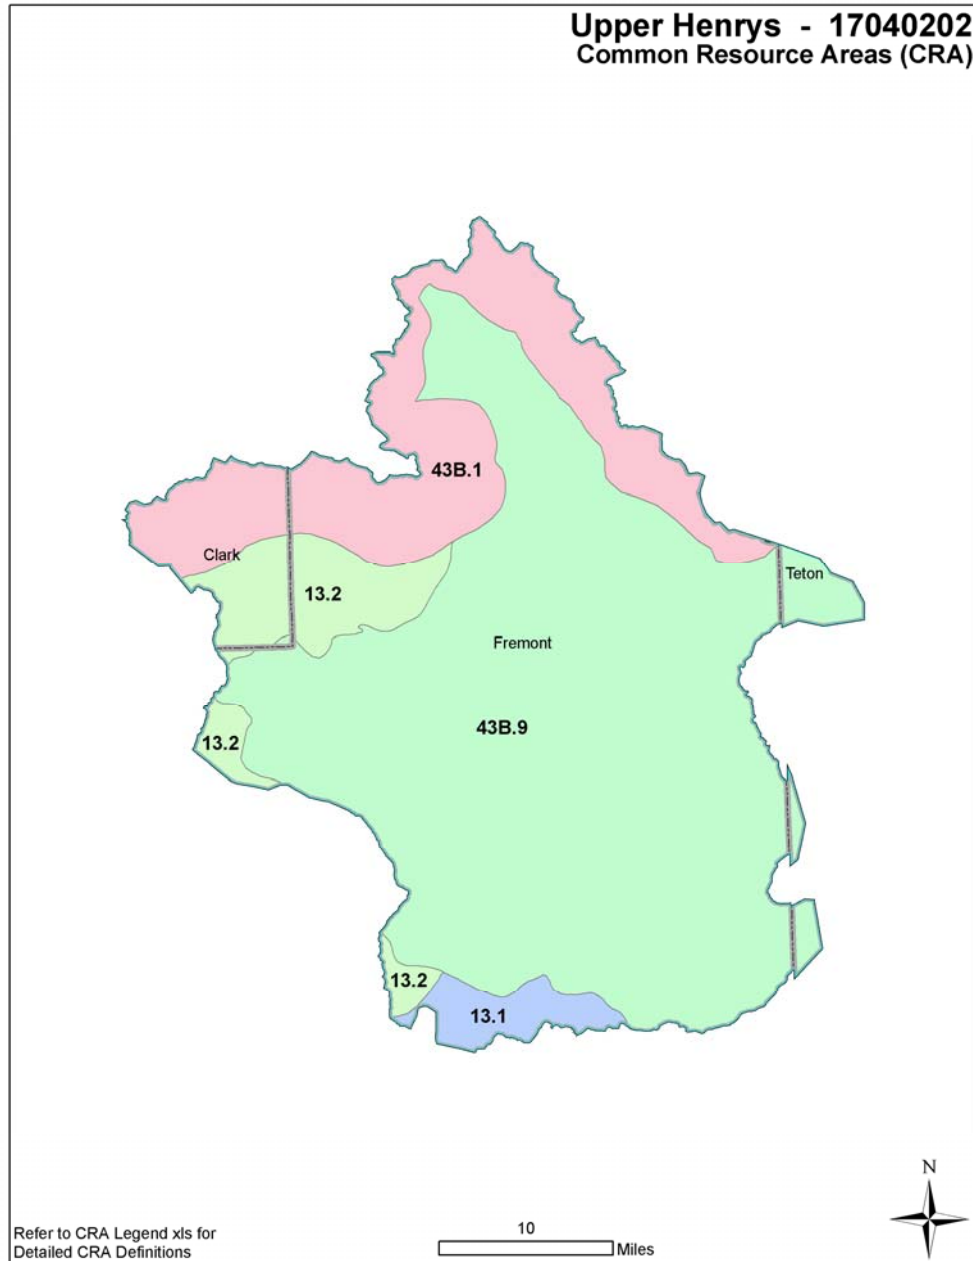 Upper Henrys - 17040202
Common Resource Areas (CRA)
43B.1
Clark
Teton
13.2
Fremont
43B.9
13.2
13.2
13.1
N
Refer to CRA Legend xls for
Detailed CRA Definitions
10
Miles